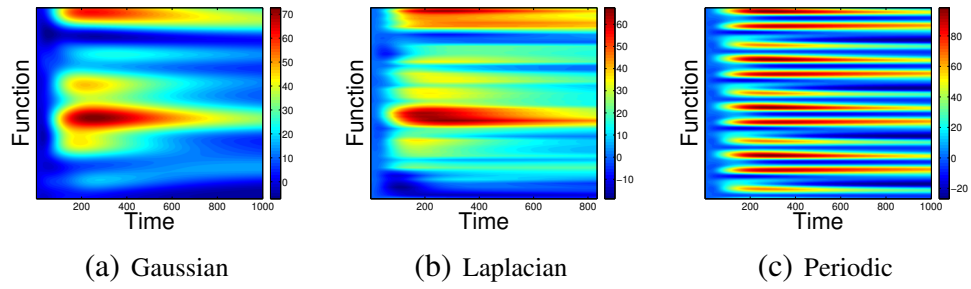 Function
200 400 600 800 1000
Time
0 10 20 30 40 50 60 70
(a) Gaussian
Function
200 400 600 800
Time
−10 0 10 20 30 40 50 60
(b) Laplacian
Function
200 400 600 800 1000
Time
−20 0 20 40 60 80
(c) Periodic